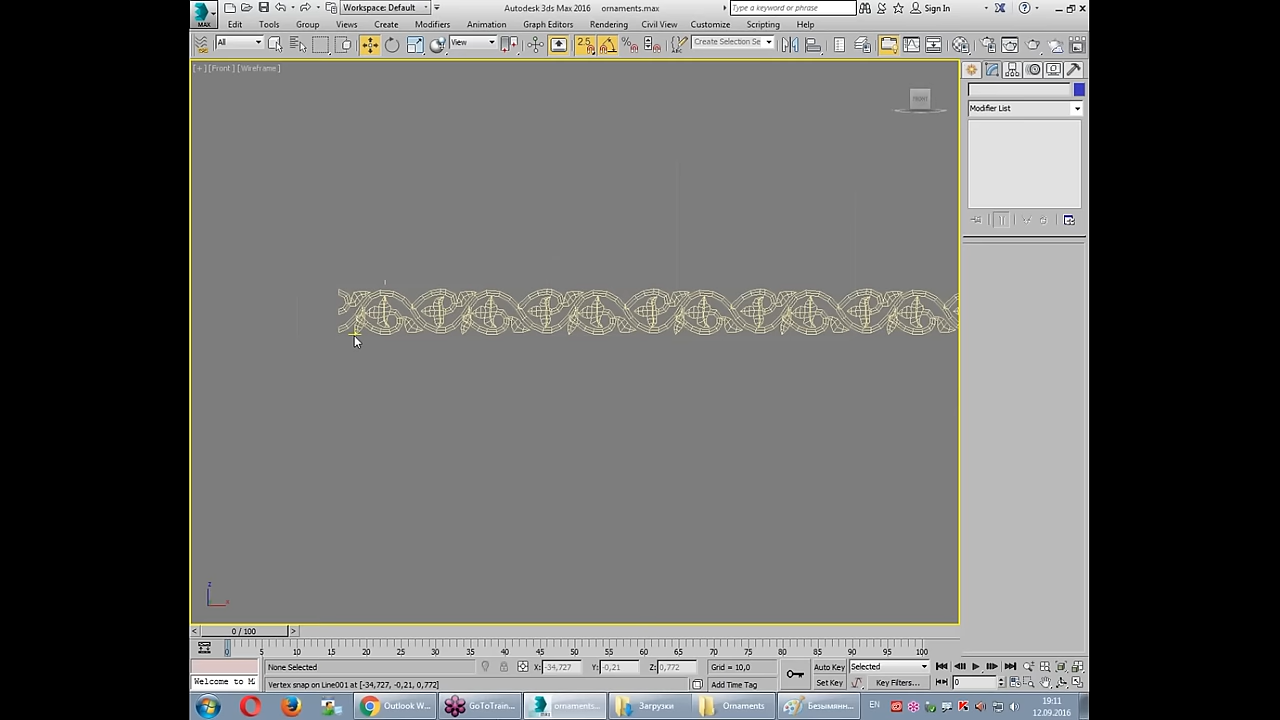 Autodesk 3ds Max 2016 ornaments.max
Workspace: Default
Type a keyword or phrase
Sign In
MAX
Edit Tools Group Views Create Modifiers Animation Graph Editors Rendering Civil View Customize Scripting Help
All
View
2.5
Create Selection Se
[+] [Front] [Wireframe]
FRONT
Modifier List
z
x
0 / 100
0 5 10 15 20 25 30 35 40 45 50 55 60 65 70 75 80 85 90 95 100
None Selected
X: -34,727 Y: -0,21 Z: 0,772
Grid = 10,0
Auto Key
Selected
Welcome to M
Vertex snap on Line001 at [-34,727, -0,21, 0,772]
Add Time Tag
Set Key
Key Filters...
0
Outlook W...
GoToTrain...
ornaments...
Загрузки
Ornaments
Безымянн...
EN
19:11
12.09.2016